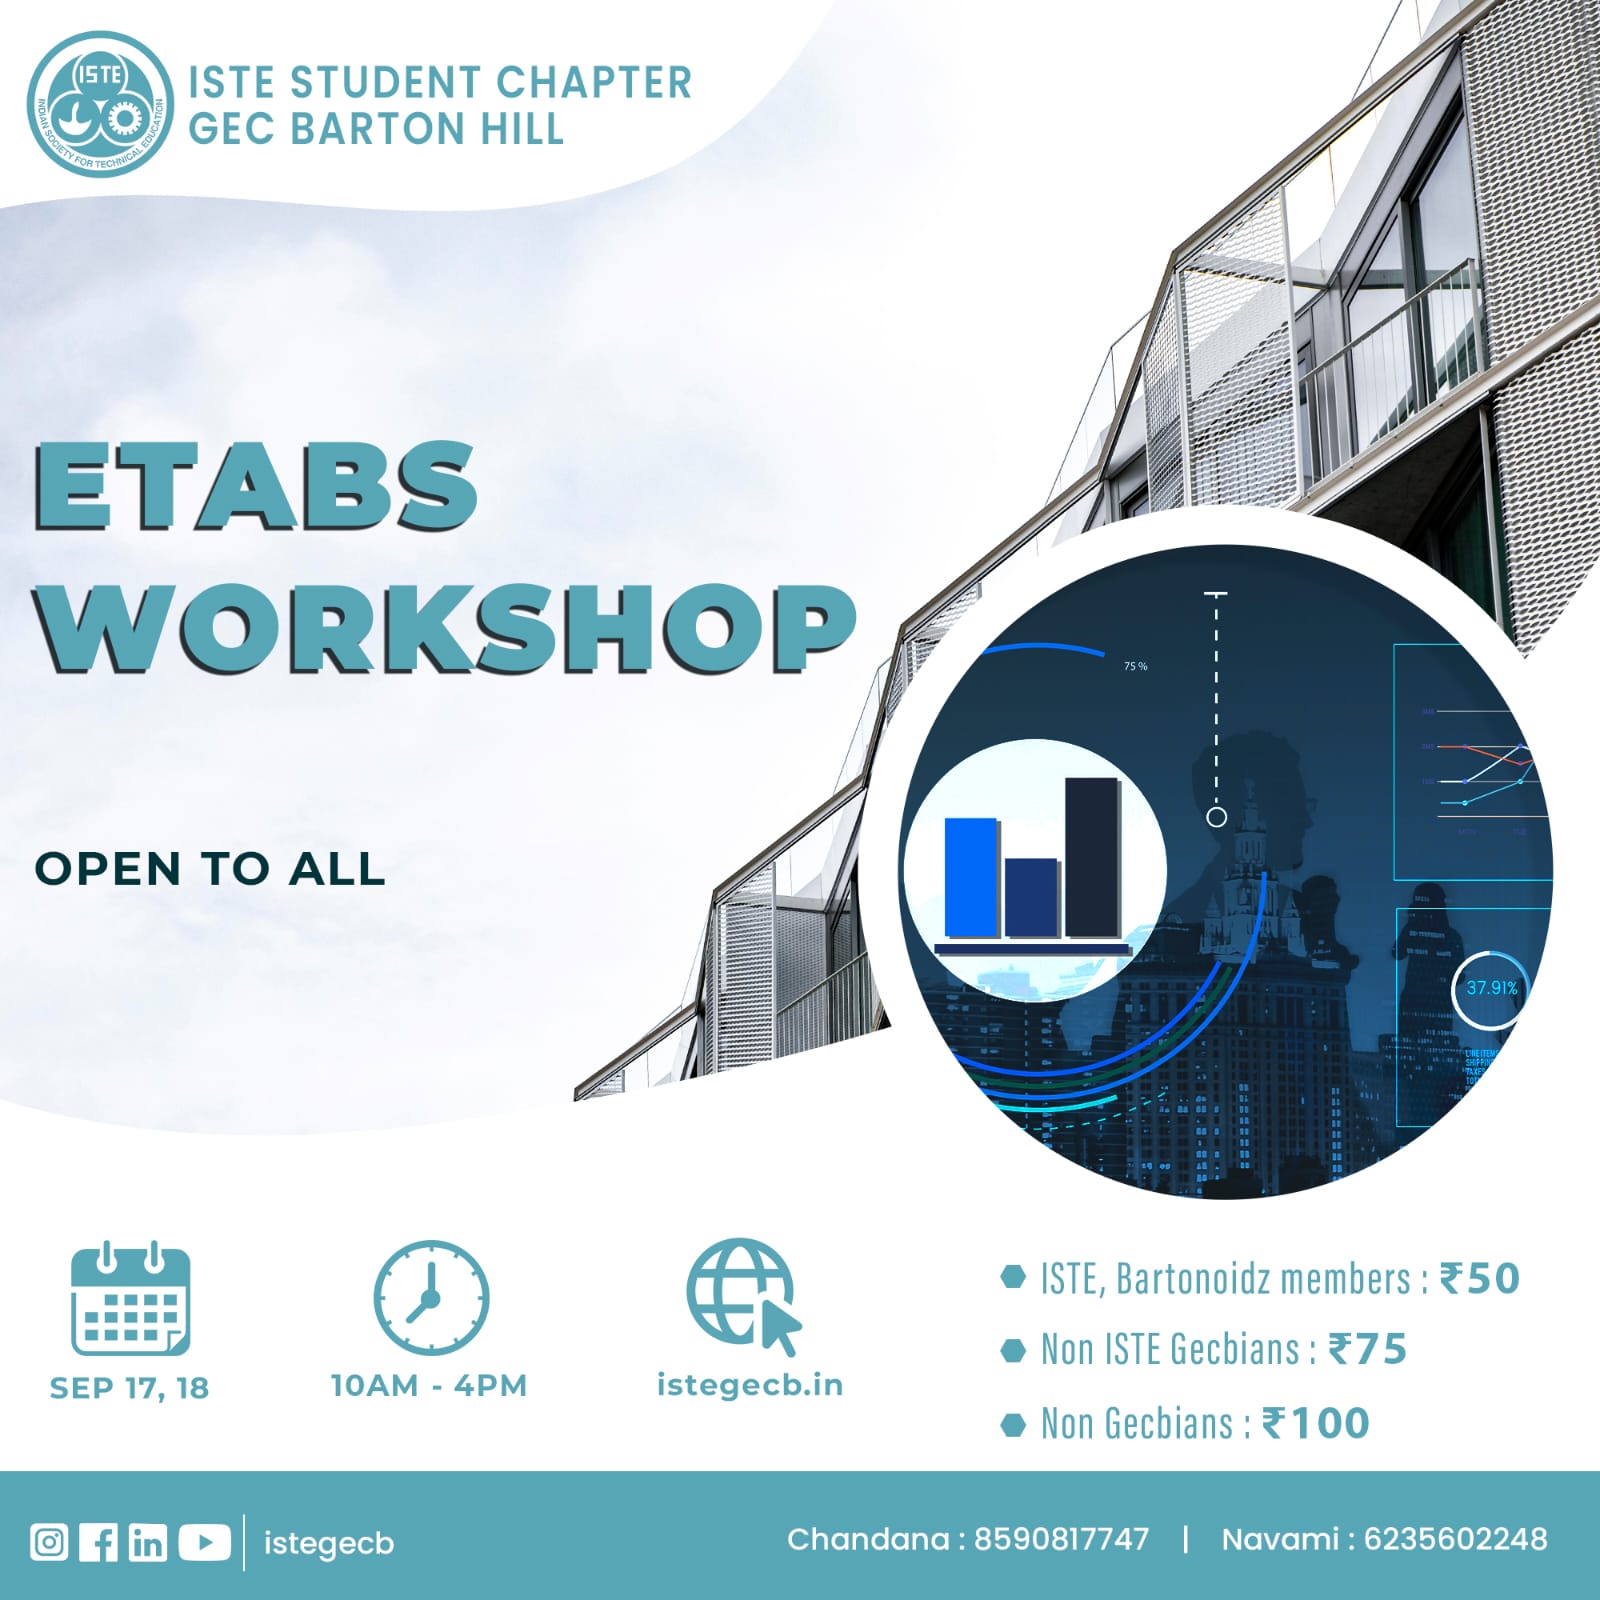 ISTE
INDIAN SOCIETY FOR TECHNICAL EDUCATION
ISTE STUDENT CHAPTER
GEC BARTON HILL
ETABS
WORKSHOP
OPEN TO ALL
75 %
37.91%
SEP 17, 18
10AM - 4PM
istegecb.in
ISTE, Bartonoidz members : ₹50
Non ISTE Gecbians : ₹75
Non Gecbians : ₹100
istegecb
Chandana : 8590817747 | Navami : 6235602248